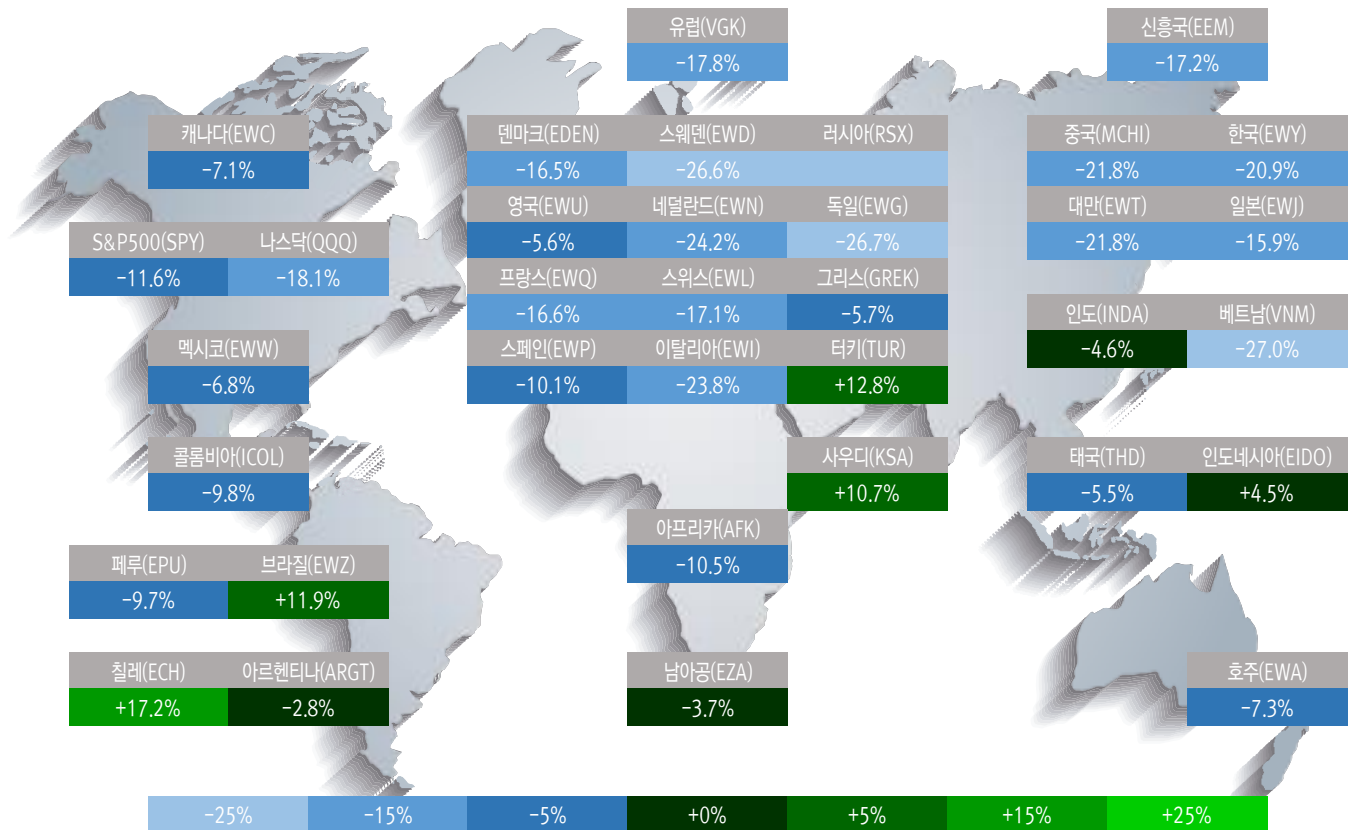 유럽(VGK) 신흥국(EEM)
-17.8% -17.2%
캐나다(EWC) 덴마크(EDEN) 스웨덴(EWD) 러시아(RSX) 중국(MCHI) 한국(EWY)
-7.1% -16.5% -26.6% -21.8% -20.9%
영국(EWU) 네덜란드(EWN) 독일(EWG) 대만(EWT) 일본(EWJ)
-5.6% -24.2% -26.7% -21.8% -15.9%
S&P500(SPY) 나스닥(QQQ)
-11.6% -18.1%
프랑스(EWQ) 스위스(EWL) 그리스(GREK)
-16.6% -17.1% -5.7%
인도(INDA) 베트남(VNM)
-4.6% -27.0%
멕시코(EWW) 스페인(EWP) 이탈리아(EWI) 터키(TUR)
-6.8% -10.1% -23.8% +12.8%
콜롬비아(ICOL) 사우디(KSA) 태국(THD) 인도네시아(EIDO)
-9.8% +10.7% -5.5% +4.5%
아프리카(AFK)
-10.5%
페루(EPU) 브라질(EWZ)
-9.7% +11.9%
칠레(ECH) 아르헨티나(ARGT) 남아공(EZA) 호주(EWA)
+17.2% -2.8% -3.7% -7.3%
-25% -15% -5% +0% +5% +15% +25%